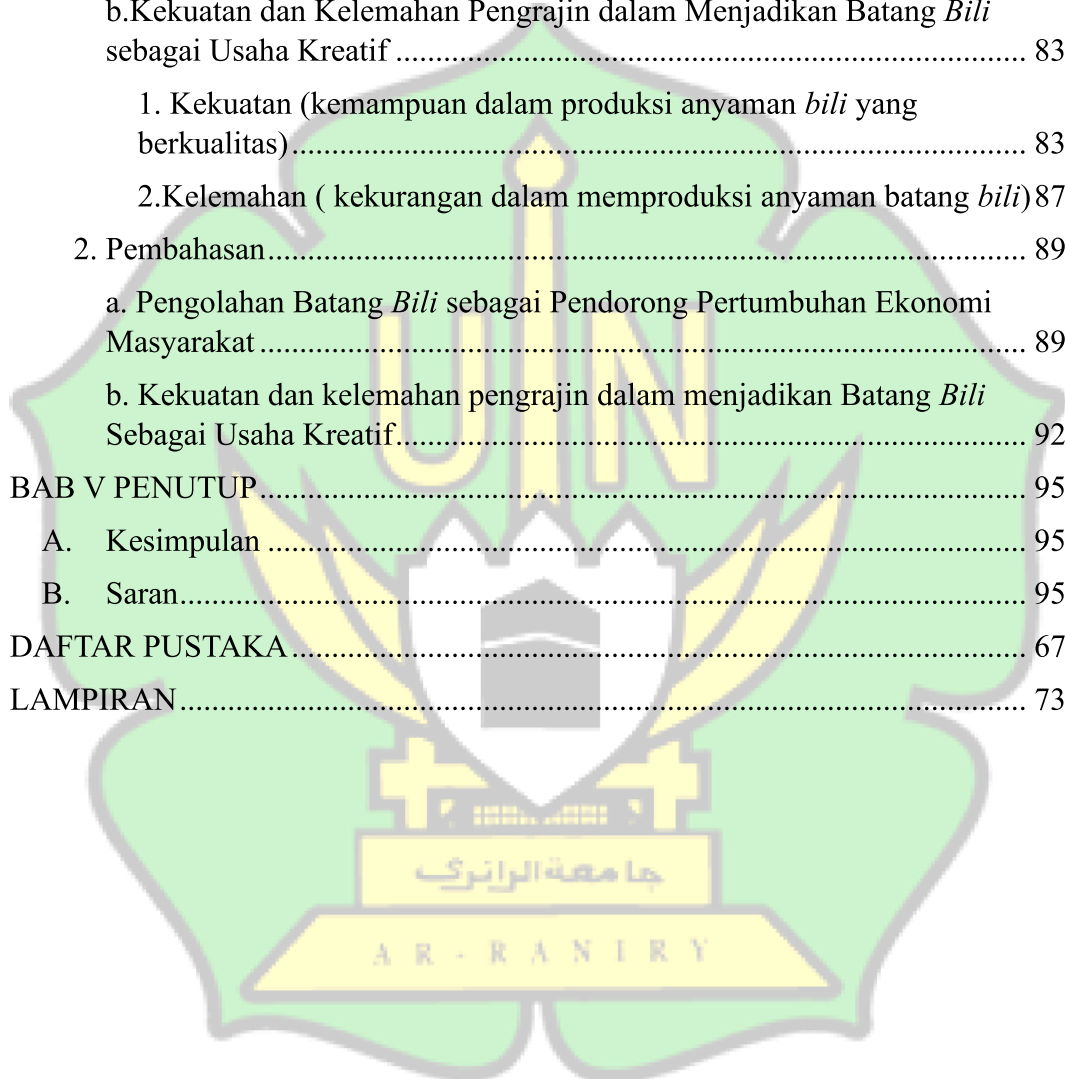 b.Kekuatan dan Kelemahan Pengrajin dalam Menjadikan Batang Bili
sebagai Usaha Kreatif ............................................................................... 83
1. Kekuatan (kemampuan dalam produksi anyaman bili yang
berkualitas)............................................................................................ 83
2.Kelemahan ( kekurangan dalam memproduksi anyaman batang bili)87
2. Pembahasan............................................................................................... 89
a. Pengolahan Batang Bili sebagai Pendorong Pertumbuhan Ekonomi
Masyarakat ................................................................................................ 89
b. Kekuatan dan kelemahan pengrajin dalam menjadikan Batang Bili
Sebagai Usaha Kreatif............................................................................... 92
BAB V PENUTUP................................................................................................ 95
A. Kesimpulan ................................................................................................ 95
B. Saran.......................................................................................................... 95
DAFTAR PUSTAKA............................................................................................ 67
LAMPIRAN.......................................................................................................... 73
UIN
جامعة الرانري
AR-RANIRY